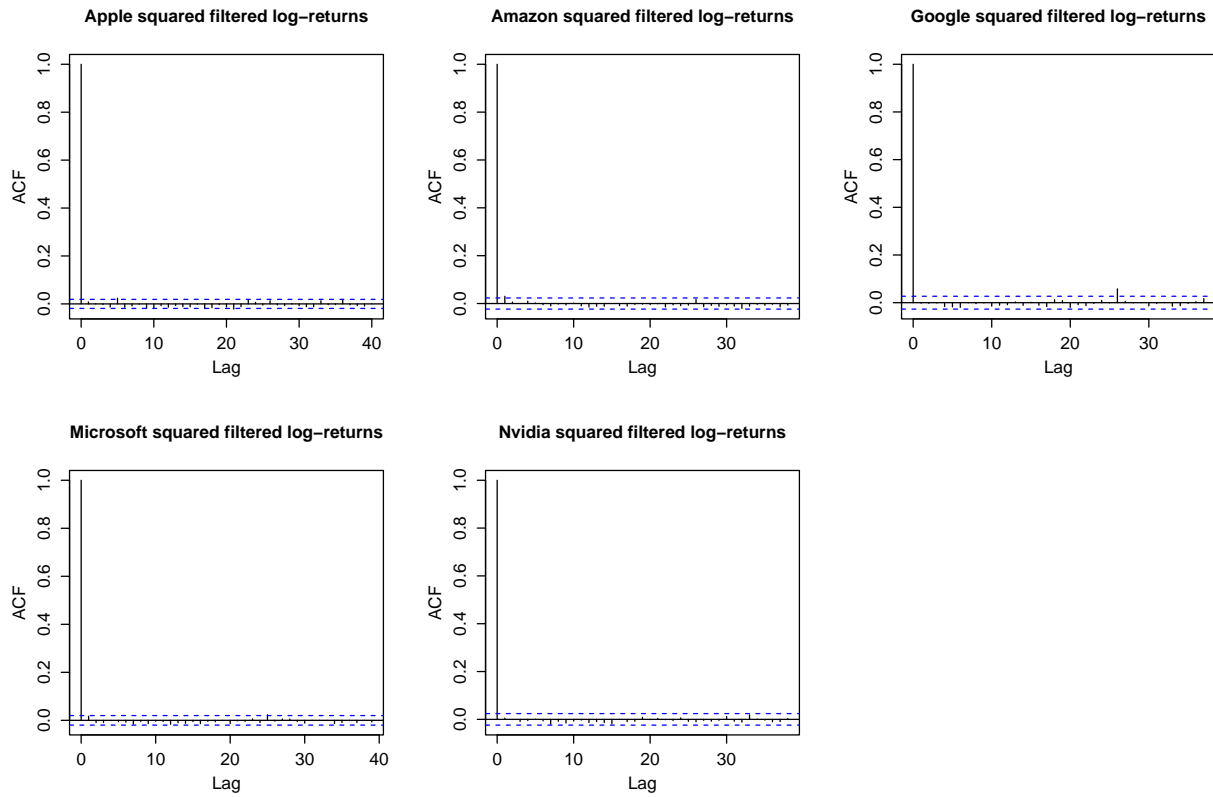 Apple squared filtered log−returns
ACF
0.0 0.2 0.4 0.6 0.8 1.0
0 10 20 30 40
Lag
Amazon squared filtered log−returns
ACF
0.0 0.2 0.4 0.6 0.8 1.0
0 10 20 30
Lag
Google squared filtered log−returns
ACF
0.0 0.2 0.4 0.6 0.8 1.0
0 10 20 30
Lag
Microsoft squared filtered log−returns
ACF
0.0 0.2 0.4 0.6 0.8 1.0
0 10 20 30 40
Lag
Nvidia squared filtered log−returns
ACF
0.0 0.2 0.4 0.6 0.8 1.0
0 10 20 30
Lag